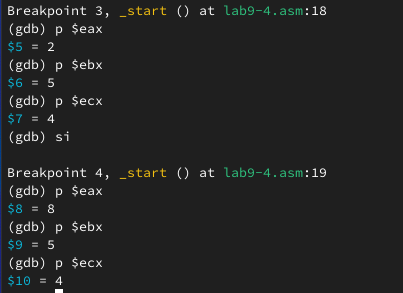 Breakpoint 3, _start () at lab9-4.asm:18
(gdb) p $eax
$5 = 2
(gdb) p $ebx
$6 = 5
(gdb) p $ecx
$7 = 4
(gdb) si
Breakpoint 4, _start () at lab9-4.asm:19
(gdb) p $eax
$8 = 8
(gdb) p $ebx
$9 = 5
(gdb) p $ecx
$10 = 4